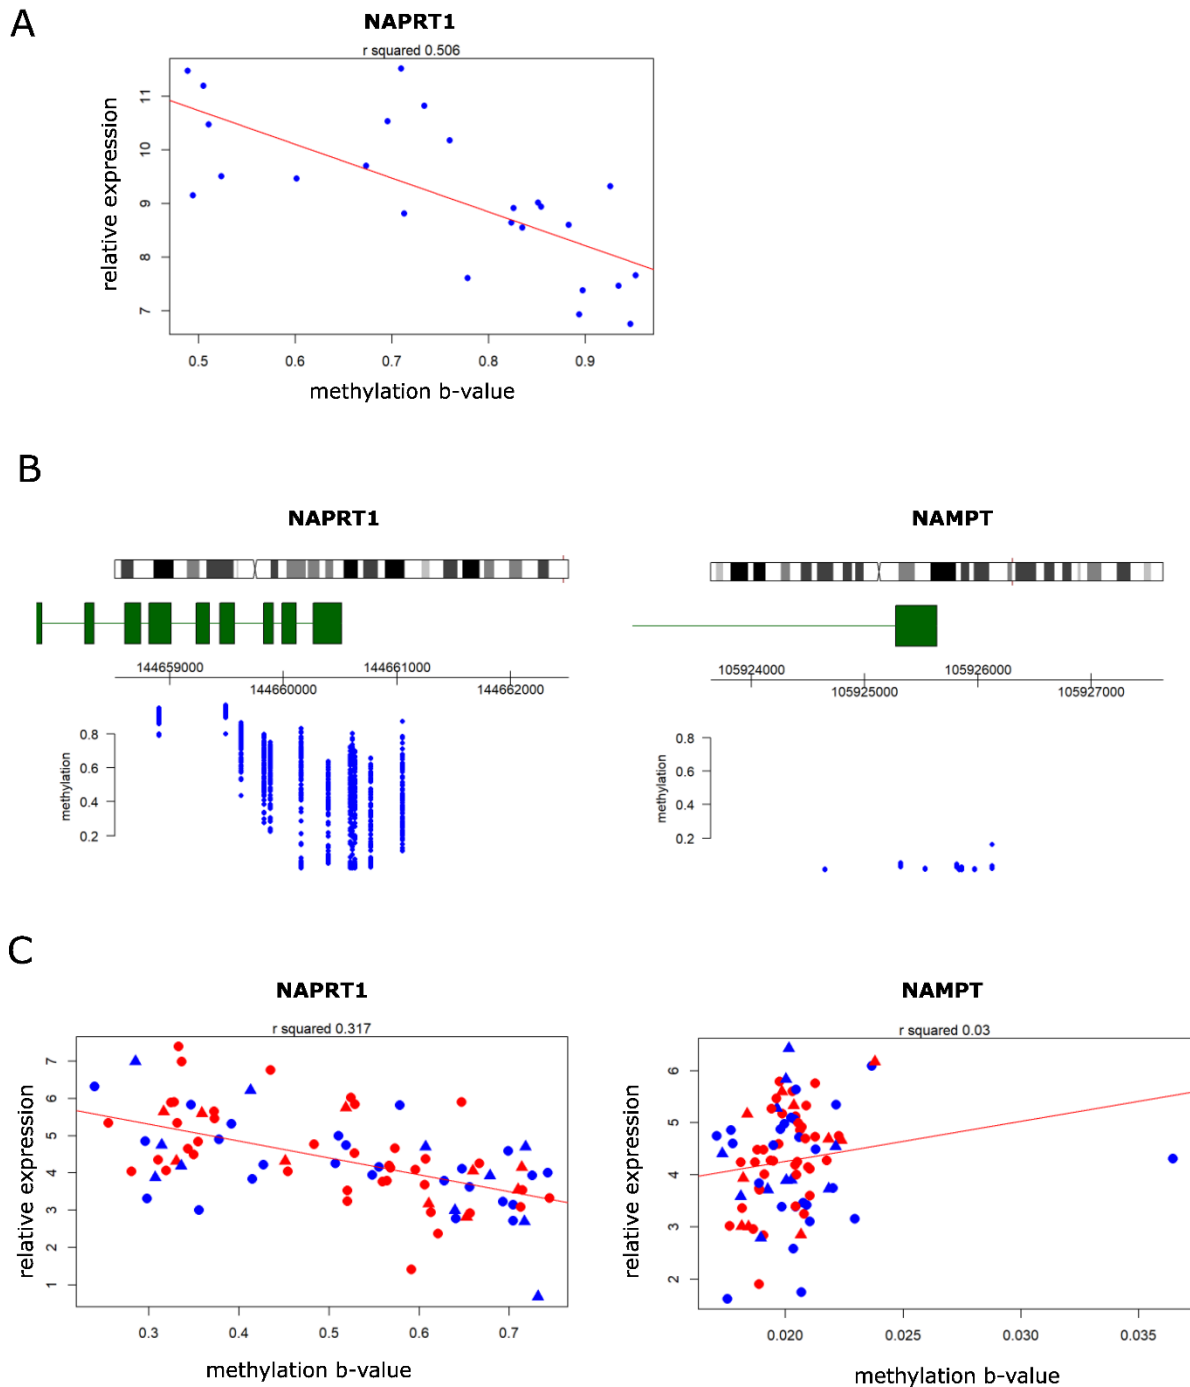 A
NAPRT1
r squared 0.506
relative expression
11
10
9
8
7
0.5 0.6 0.7 0.8 0.9
methylation b-value
B
NAPRT1
144659000 144661000
144660000 144662000
methylation
0.8
0.6
0.4
0.2
NAMPT
105924000 105926000
105925000 105927000
methylation
0.8
0.6
0.4
0.2
C
NAPRT1
r squared 0.317
relative expression
7
6
5
4
3
2
1
0.3 0.4 0.5 0.6 0.7
methylation b-value
NAMPT
r squared 0.03
relative expression
6
5
4
3
2
0.020 0.025 0.030 0.035
methylation b-value